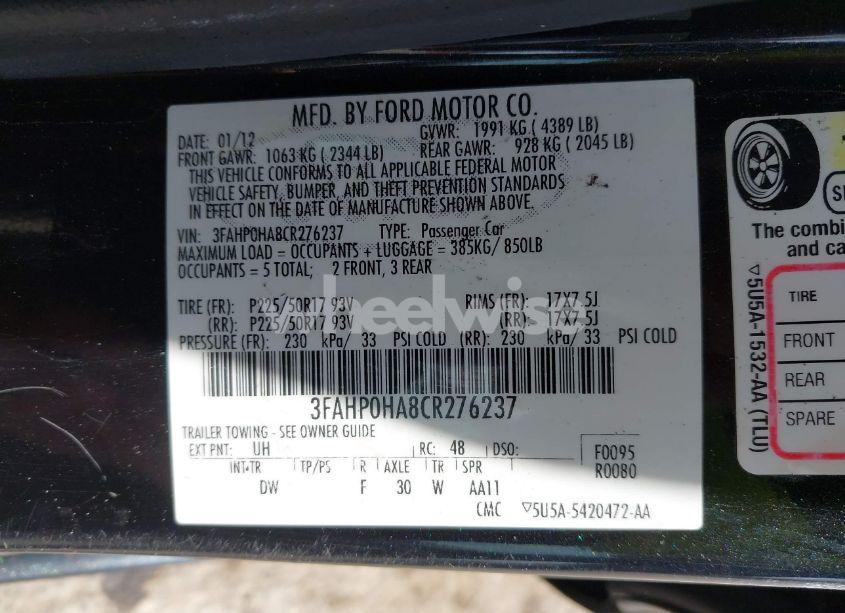 MFD. BY FORD MOTOR CO.
DATE: 01/12 GVWR: 1991 KG ( 4389 LB)
FRONT GAWR: 1063 KG ( 2344 LB) REAR GAWR: 928 KG ( 2045 LB)
THIS VEHICLE CONFORMS TO ALL APPLICABLE FEDERAL MOTOR
VEHICLE SAFETY, BUMPER, AND THEFT PREVENTION STANDARDS
IN EFFECT ON THE DATE OF MANUFACTURE SHOWN ABOVE.
VIN: 3FAHP0HA8CR276237 TYPE: Passenger Car
MAXIMUM LOAD = OCCUPANTS + LUGGAGE = 385KG/ 850LB
OCCUPANTS = 5 TOTAL; 2 FRONT, 3 REAR
TIRE (FR): P225/50R17 93V RIMS (FR): 17X7.5J
(RR): P225/50R17 93V (RR): 17X7.5J
PRESSURE (FR): 230 kPa/ 33 PSI COLD (RR): 230 kPa/ 33 PSI COLD
3FAHP0HA8CR276237
TRAILER TOWING - SEE OWNER GUIDE
EXT PNT: UH RC: 48 DSO: F0095
R0080
INT•TR TP/PS R AXLE TR SPR
DW F 30 W AA11
CMC ▽5U5A-5420472-AA
The combi
and ca
TIRE
FRONT
REAR
SPARE
▽5U5A-1532-AA (TLU)
heelwise